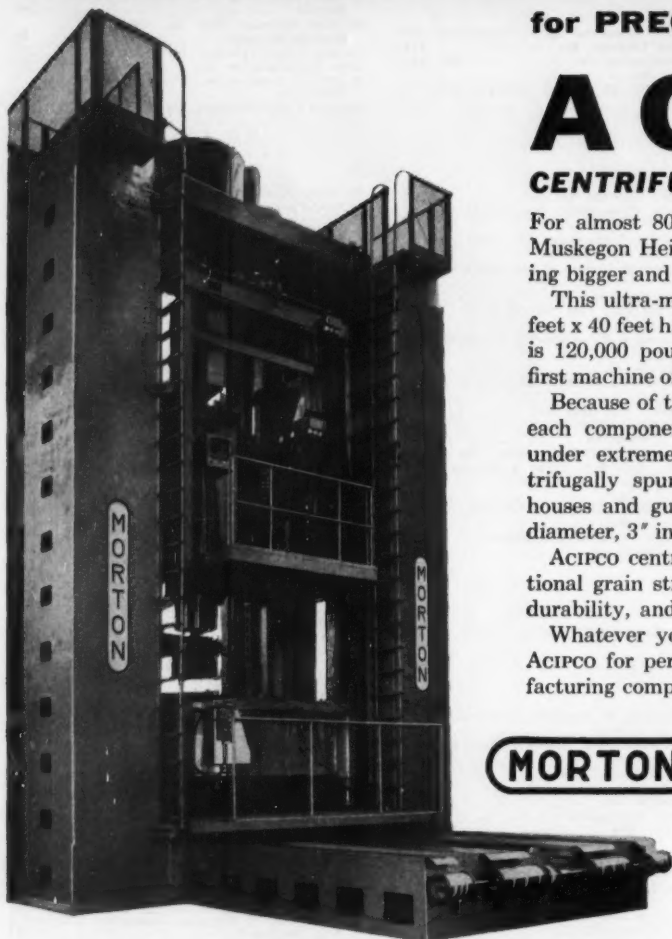 for PREC
A C
CENTRIFU
For almost 80
Muskegon Hei
ing bigger and
This ultra-m
feet x 40 feet h
is 120,000 pou
first machine o
Because of t
each compone
under extreme
trifugally spun
houses and gu
diameter, 3" in
ACIPCO centri
tional grain str
durability, and
Whatever yo
ACIPCO for per
facturing comp
MORTON
MORTON
MORTON